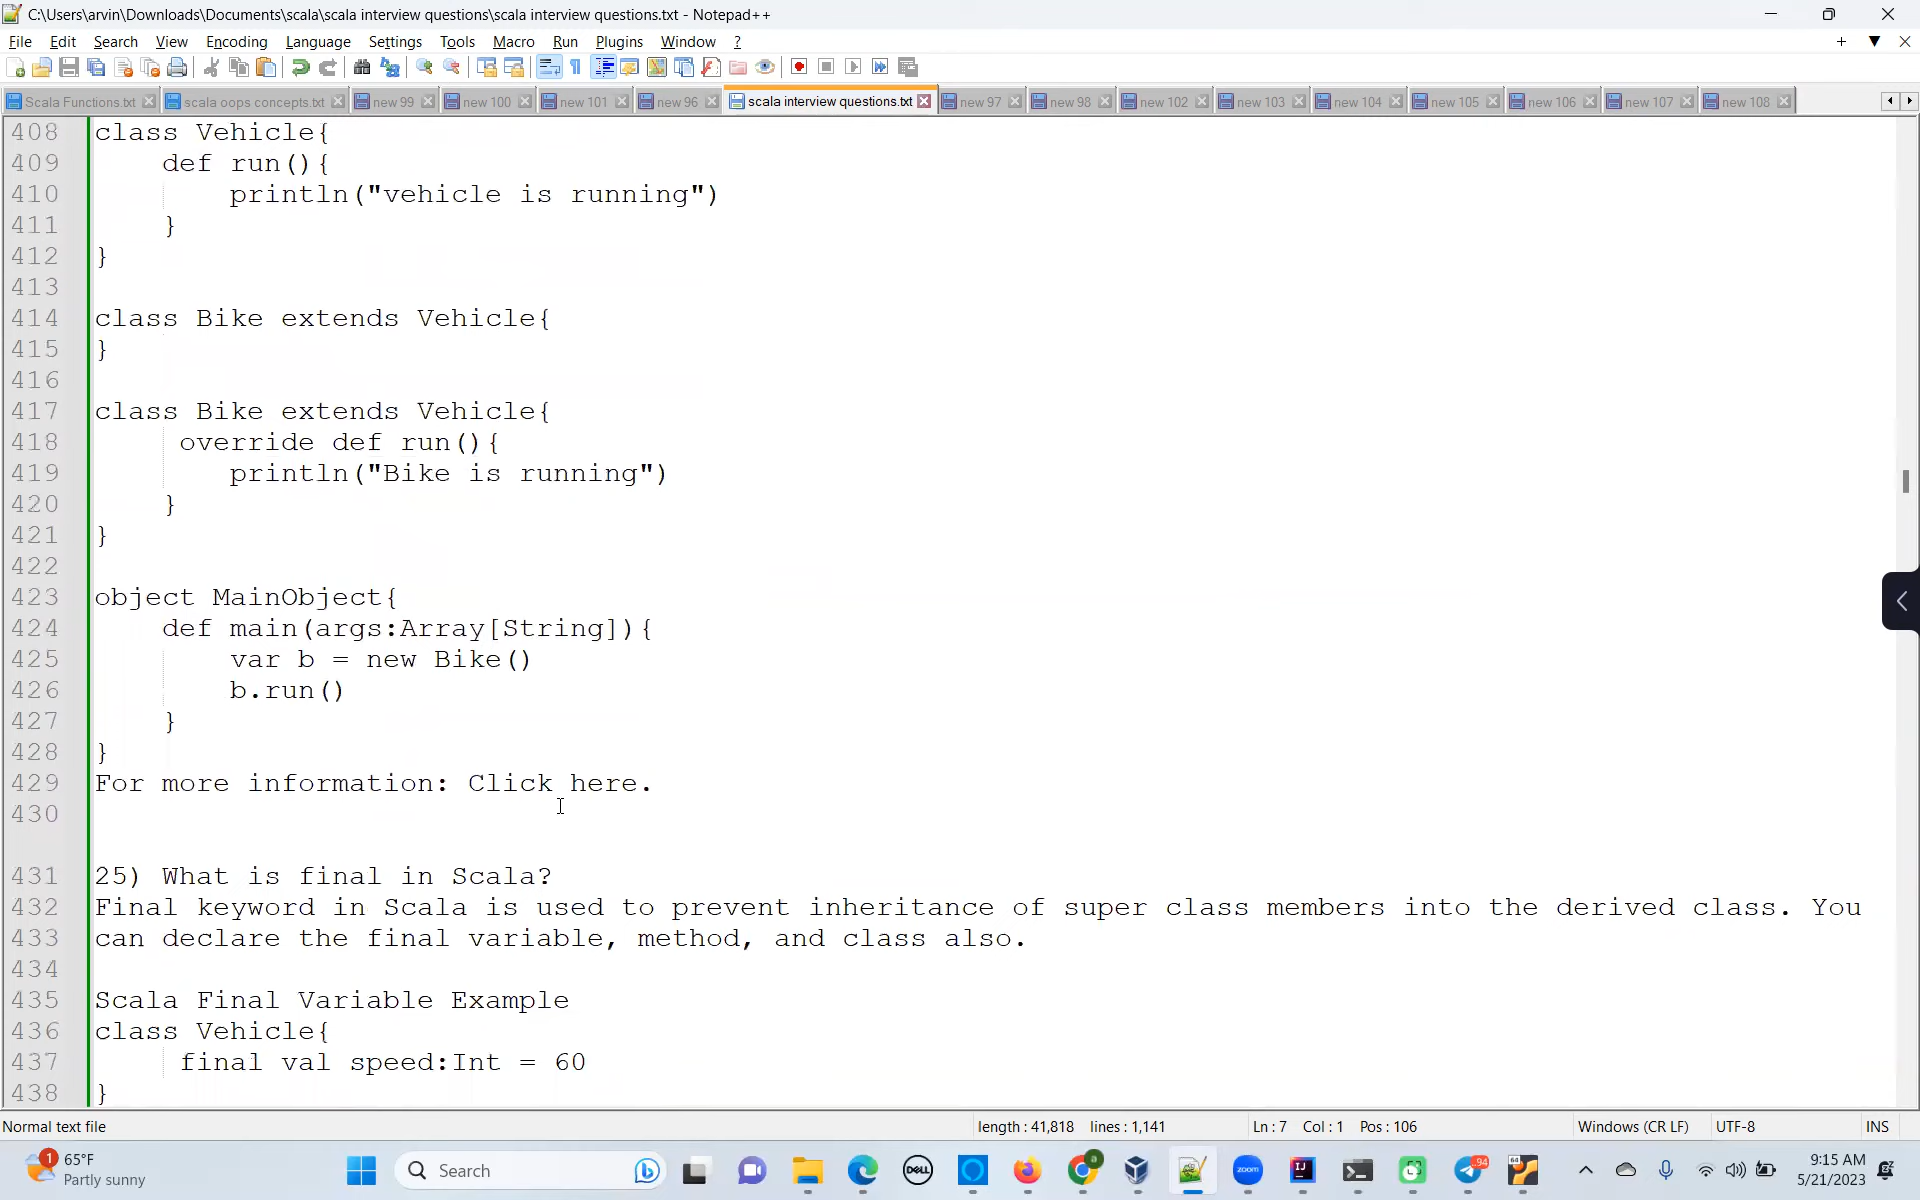 C:\Users\arvin\Downloads\Documents\scala\scala interview questions\scala interview questions.txt - Notepad++
File Edit Search View Encoding Language Settings Tools Macro Run Plugins Window ?
Scala Functions.txt scala oops concepts.txt new 99 new 100 new 101 new 96 scala interview questions.txt new 97 new 98 new 102 new 103 new 104 new 105 new 106 new 107 new 108
408 class Vehicle{
409 def run(){
410 println("vehicle is running")
411 }
412 }
413
414 class Bike extends Vehicle{
415 }
416
417 class Bike extends Vehicle{
418 override def run(){
419 println("Bike is running")
420 }
421 }
422
423 object MainObject{
424 def main(args:Array[String]){
425 var b = new Bike()
426 b.run()
427 }
428 }
429 For more information: Click here.
430
431 25) What is final in Scala?
432 Final keyword in Scala is used to prevent inheritance of super class members into the derived class. You
433 can declare the final variable, method, and class also.
434
435 Scala Final Variable Example
436 class Vehicle{
437 final val speed:Int = 60
438 }
Normal text file length : 41,818 lines : 1,141 Ln : 7 Col : 1 Pos : 106 Windows (CR LF) UTF-8 INS
1 65°F
Partly sunny
Search
DELL
a
zoom
IJ
94
64
9:15 AM
5/21/2023